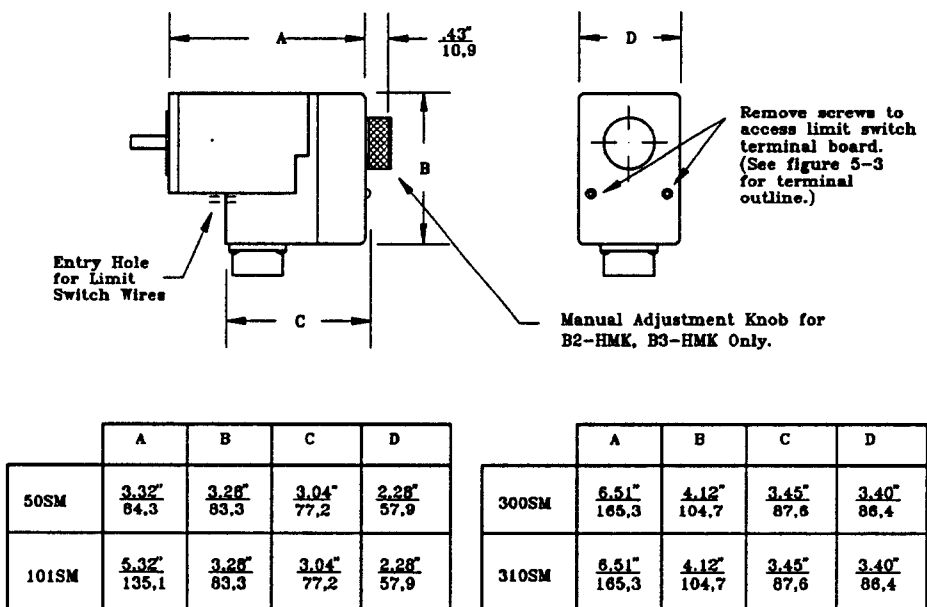 A
.43"
10,9
D
B
Remove screws to
access limit switch
terminal board.
(See figure 5-3
for terminal
outline.)
Entry Hole
for Limit
Switch Wires
C
Manual Adjustment Knob for
B2-HMK, B3-HMK Only.
A B C D
50SM 3.32" 3.28" 3.04" 2.28"
84,3 83,3 77,2 57,9
101SM 5.32" 3.28" 3.04" 2.28"
135,1 83,3 77,2 57,9
A B C D
300SM 6.51" 4.12" 3.45" 3.40"
165,3 104,7 87,6 86,4
310SM 6.51" 4.12" 3.45" 3.40"
165,3 104,7 87,6 86,4